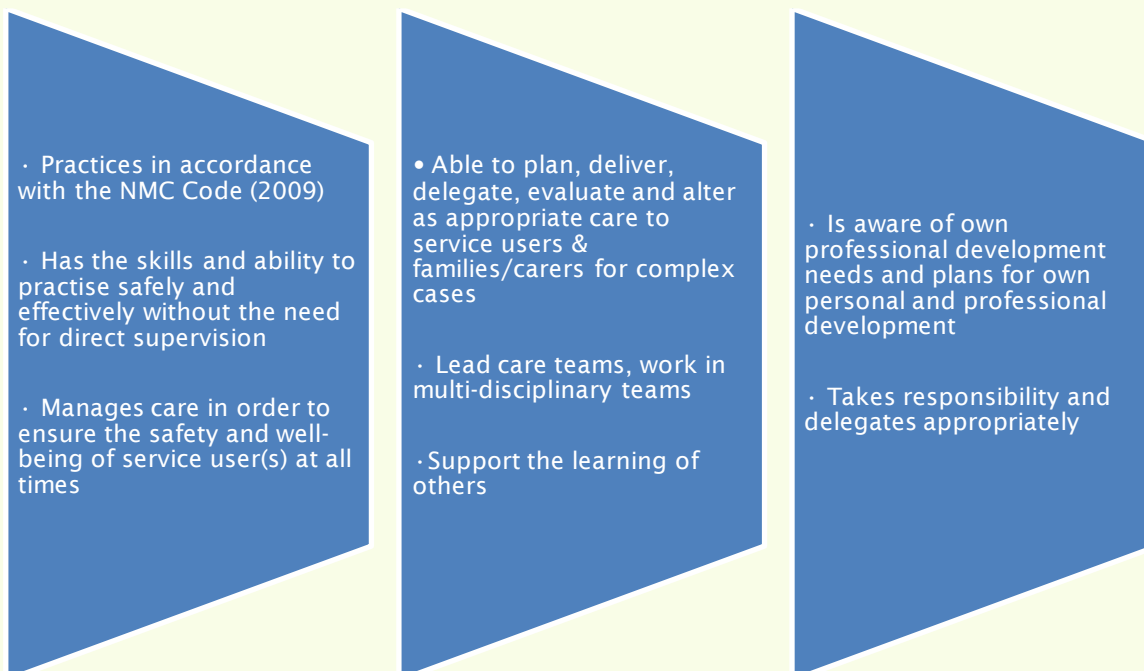 · Practices in accordance
with the NMC Code (2009)
· Has the skills and ability to
practise safely and
effectively without the need
for direct supervision
· Manages care in order to
ensure the safety and well-
being of service user(s) at all
times
• Able to plan, deliver,
delegate, evaluate and alter
as appropriate care to
service users &
families/carers for complex
cases
· Lead care teams, work in
multi-disciplinary teams
·Support the learning of
others
· Is aware of own
professional development
needs and plans for own
personal and professional
development
· Takes responsibility and
delegates appropriately